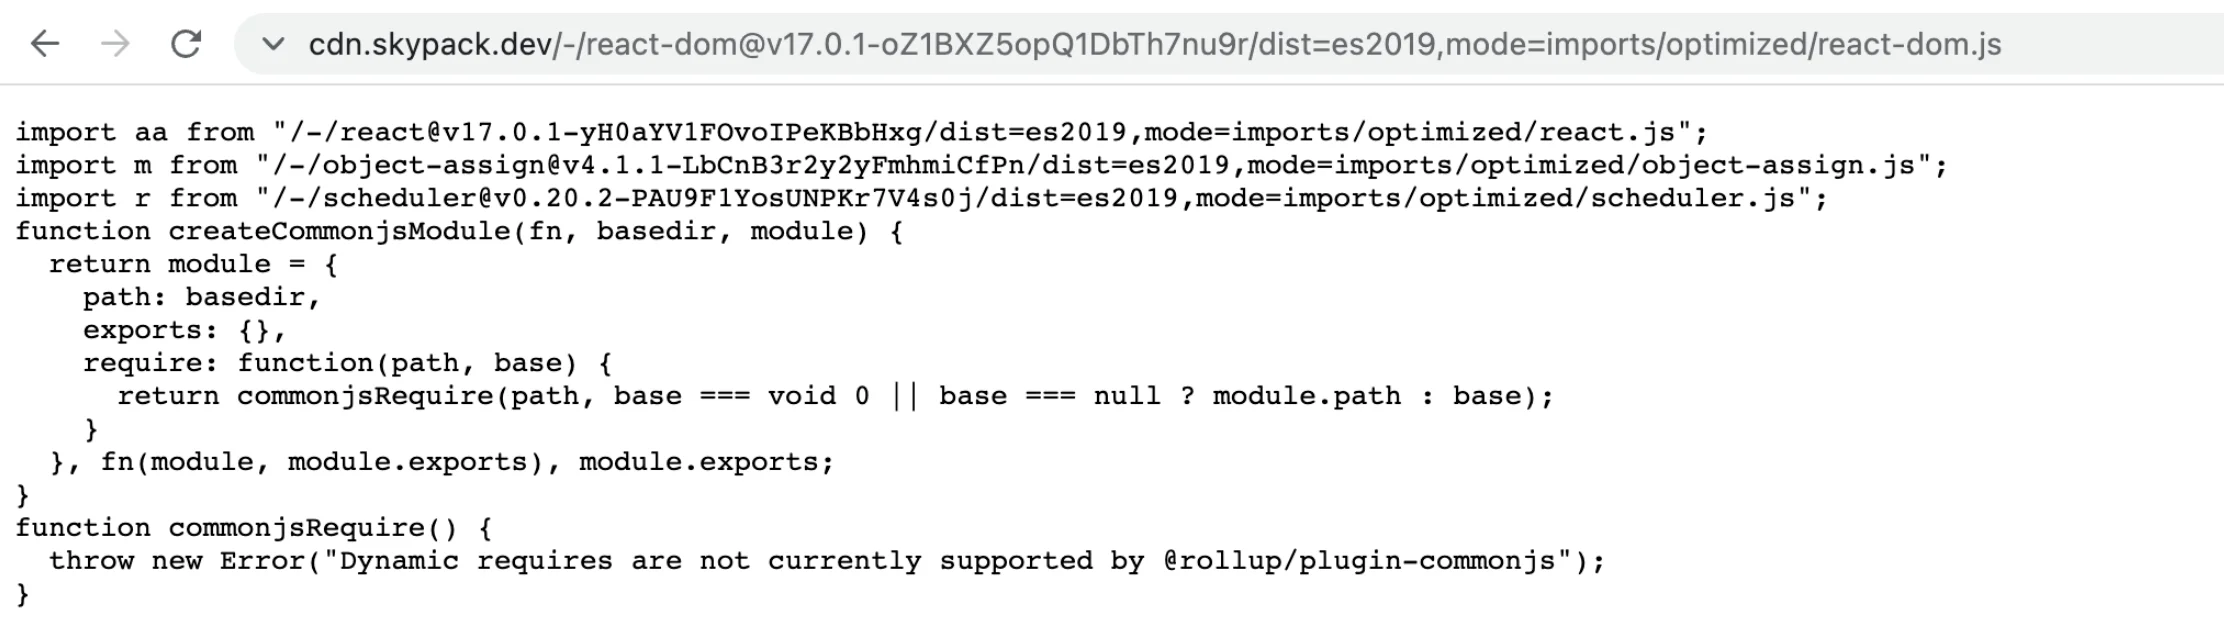 cdn.skypack.dev/-/react-dom@v17.0.1-oZ1BXZ5opQ1DbTh7nu9r/dist=es2019,mode=imports/optimized/react-dom.js
import aa from "/-/react@v17.0.1-yH0aYV1FOvoIPeKBbHxg/dist=es2019,mode=imports/optimized/react.js";
import m from "/-/object-assign@v4.1.1-LbCnB3r2y2yFmhmiCfPn/dist=es2019,mode=imports/optimized/object-assign.js";
import r from "/-/scheduler@v0.20.2-PAU9F1YosUNPKr7V4s0j/dist=es2019,mode=imports/optimized/scheduler.js";
function createCommonjsModule(fn, basedir, module) {
  return module = {
    path: basedir,
    exports: {},
    require: function(path, base) {
      return commonjsRequire(path, base === void 0 || base === null ? module.path : base);
    }
  }, fn(module, module.exports), module.exports;
}
function commonjsRequire() {
  throw new Error("Dynamic requires are not currently supported by @rollup/plugin-commonjs");
}